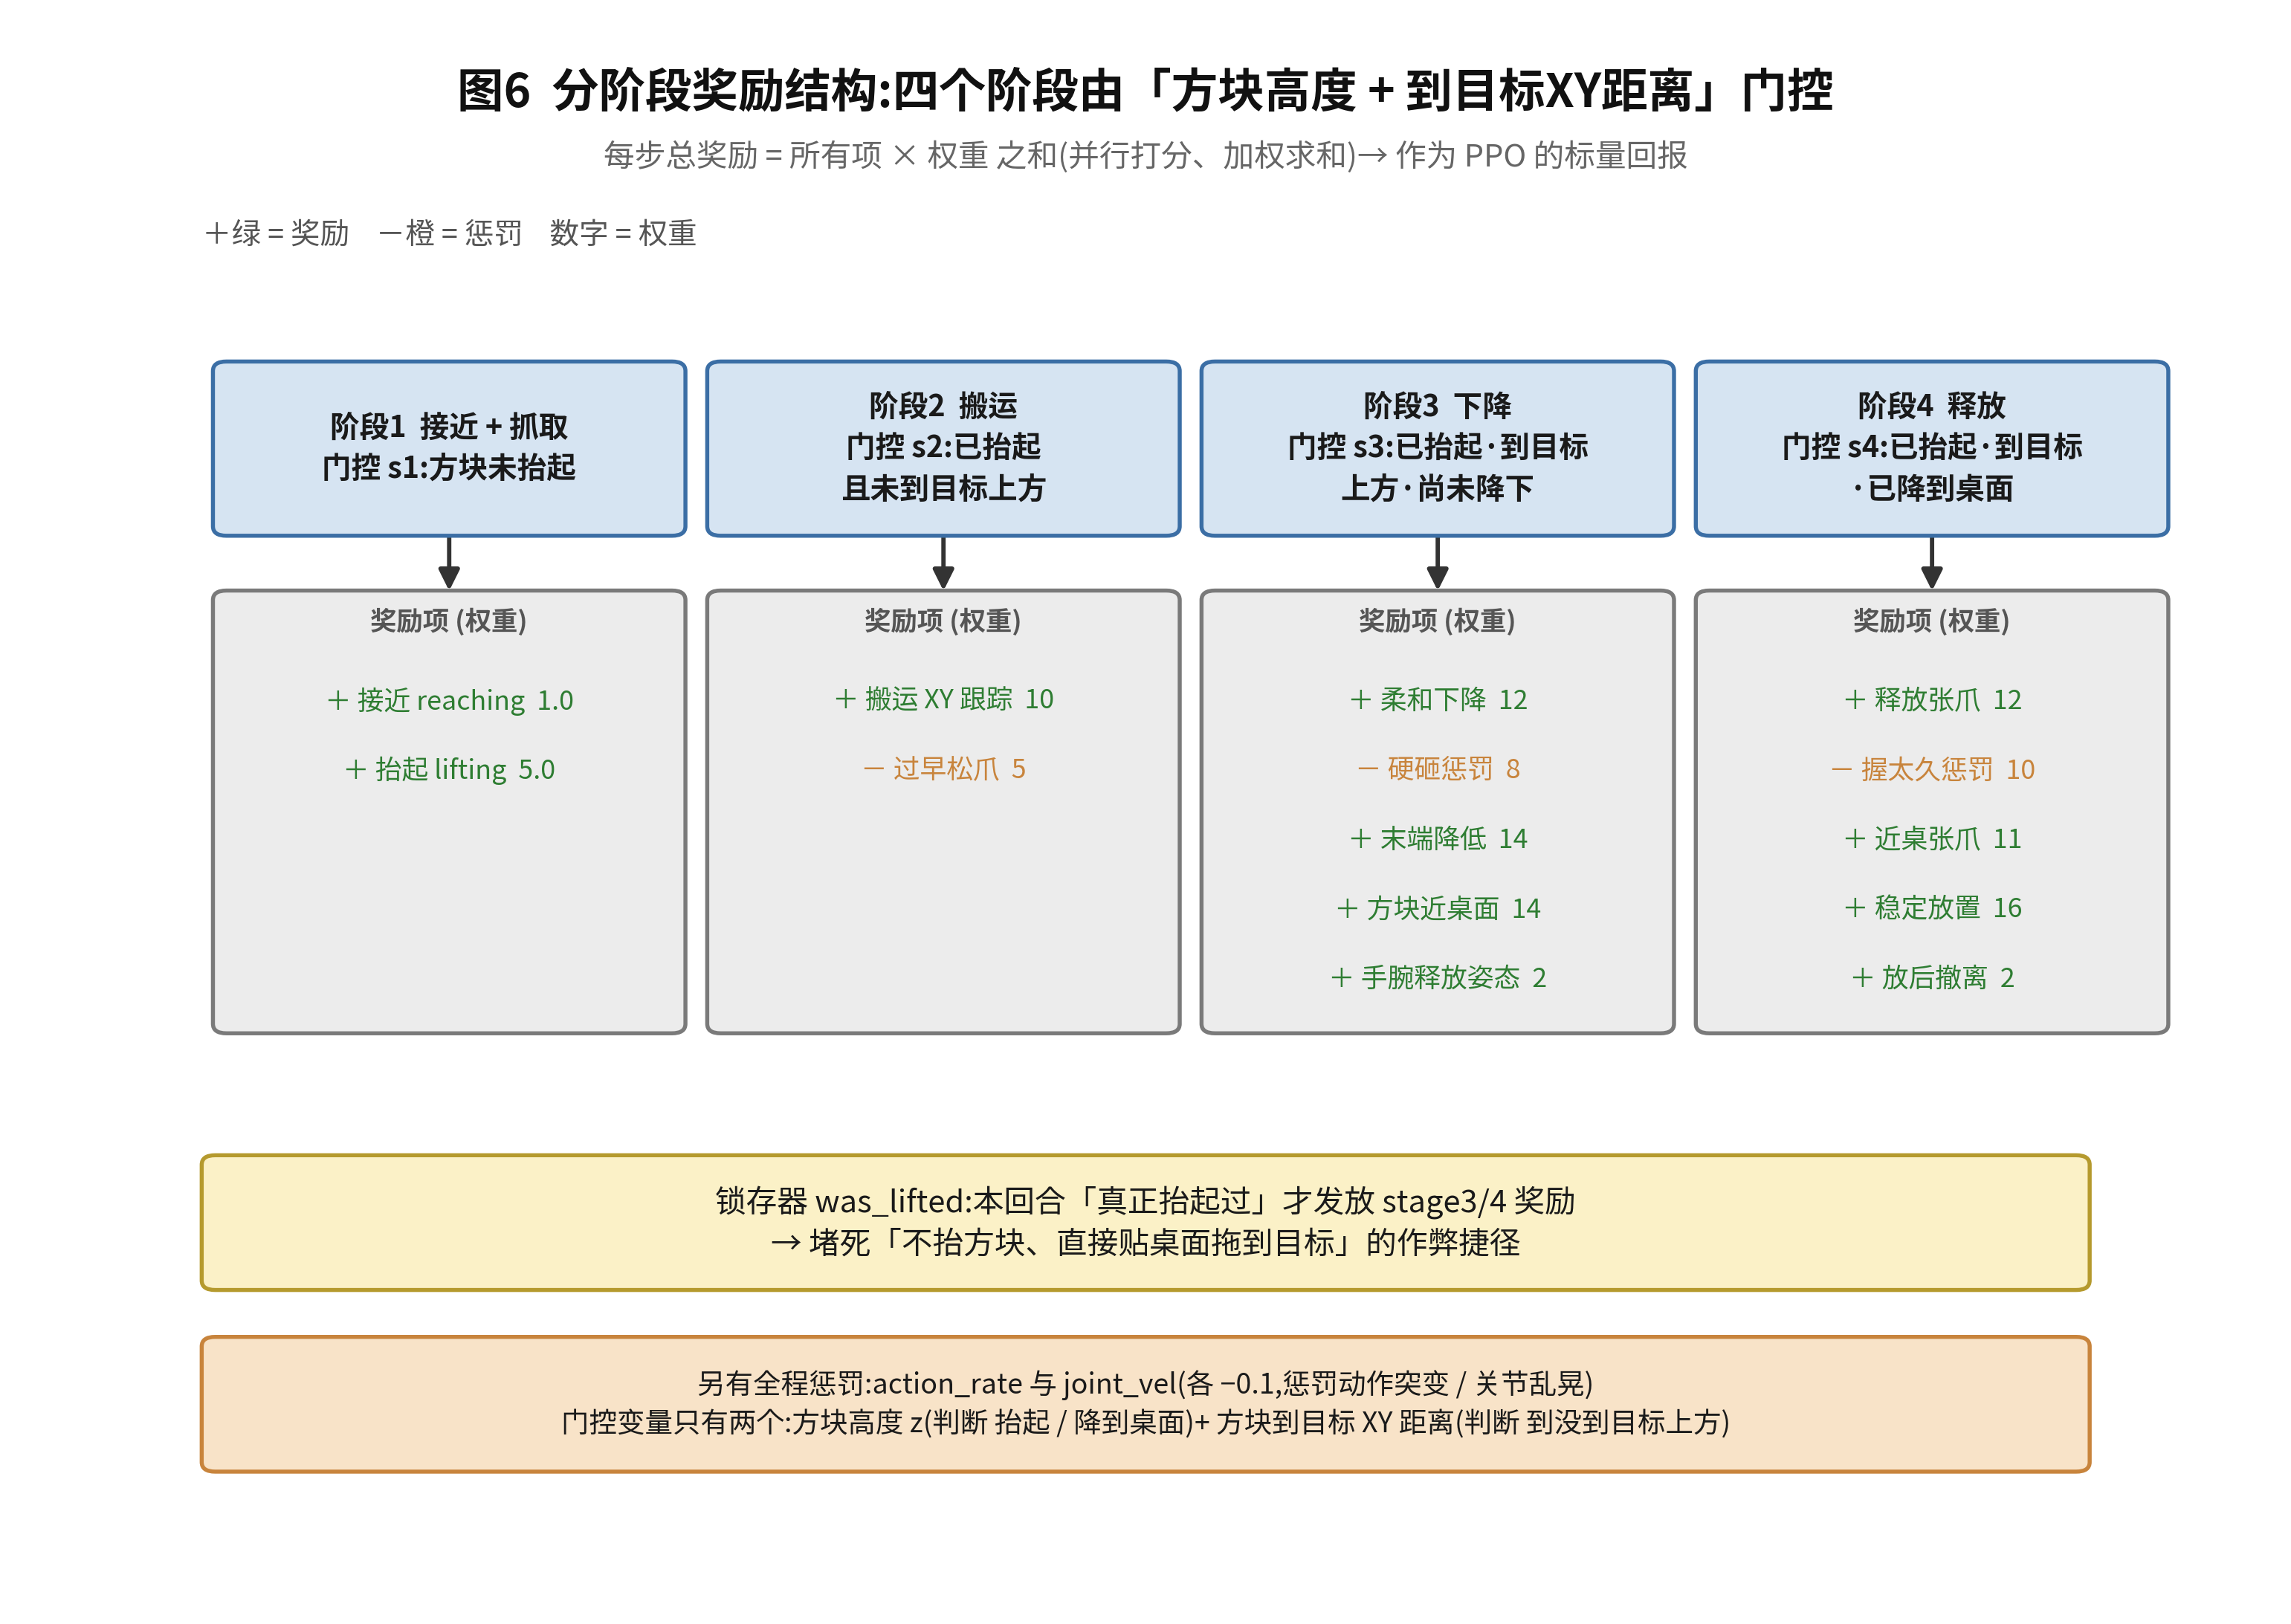 图6 分阶段奖励结构:四个阶段由「方块高度 + 到目标XY距离」门控
每步总奖励 = 所有项 × 权重 之和(并行打分、加权求和)→ 作为 PPO 的标量回报
＋绿 = 奖励 －橙 = 惩罚 数字 = 权重
阶段1 接近 + 抓取
门控 s1:方块未抬起
阶段2 搬运
门控 s2:已抬起
且未到目标上方
阶段3 下降
门控 s3:已抬起·到目标
上方·尚未降下
阶段4 释放
门控 s4:已抬起·到目标
·已降到桌面
奖励项 (权重)
＋ 接近 reaching 1.0
＋ 抬起 lifting 5.0
奖励项 (权重)
＋ 搬运 XY 跟踪 10
－ 过早松爪 5
奖励项 (权重)
＋ 柔和下降 12
－ 硬砸惩罚 8
＋ 末端降低 14
＋ 方块近桌面 14
＋ 手腕释放姿态 2
奖励项 (权重)
＋ 释放张爪 12
－ 握太久惩罚 10
＋ 近桌张爪 11
＋ 稳定放置 16
＋ 放后撤离 2
锁存器 was_lifted:本回合「真正抬起过」才发放 stage3/4 奖励
→ 堵死「不抬方块、直接贴桌面拖到目标」的作弊捷径
另有全程惩罚:action_rate 与 joint_vel(各 −0.1,惩罚动作突变 / 关节乱晃)
门控变量只有两个:方块高度 z(判断 抬起 / 降到桌面)+ 方块到目标 XY 距离(判断 到没到目标上方)